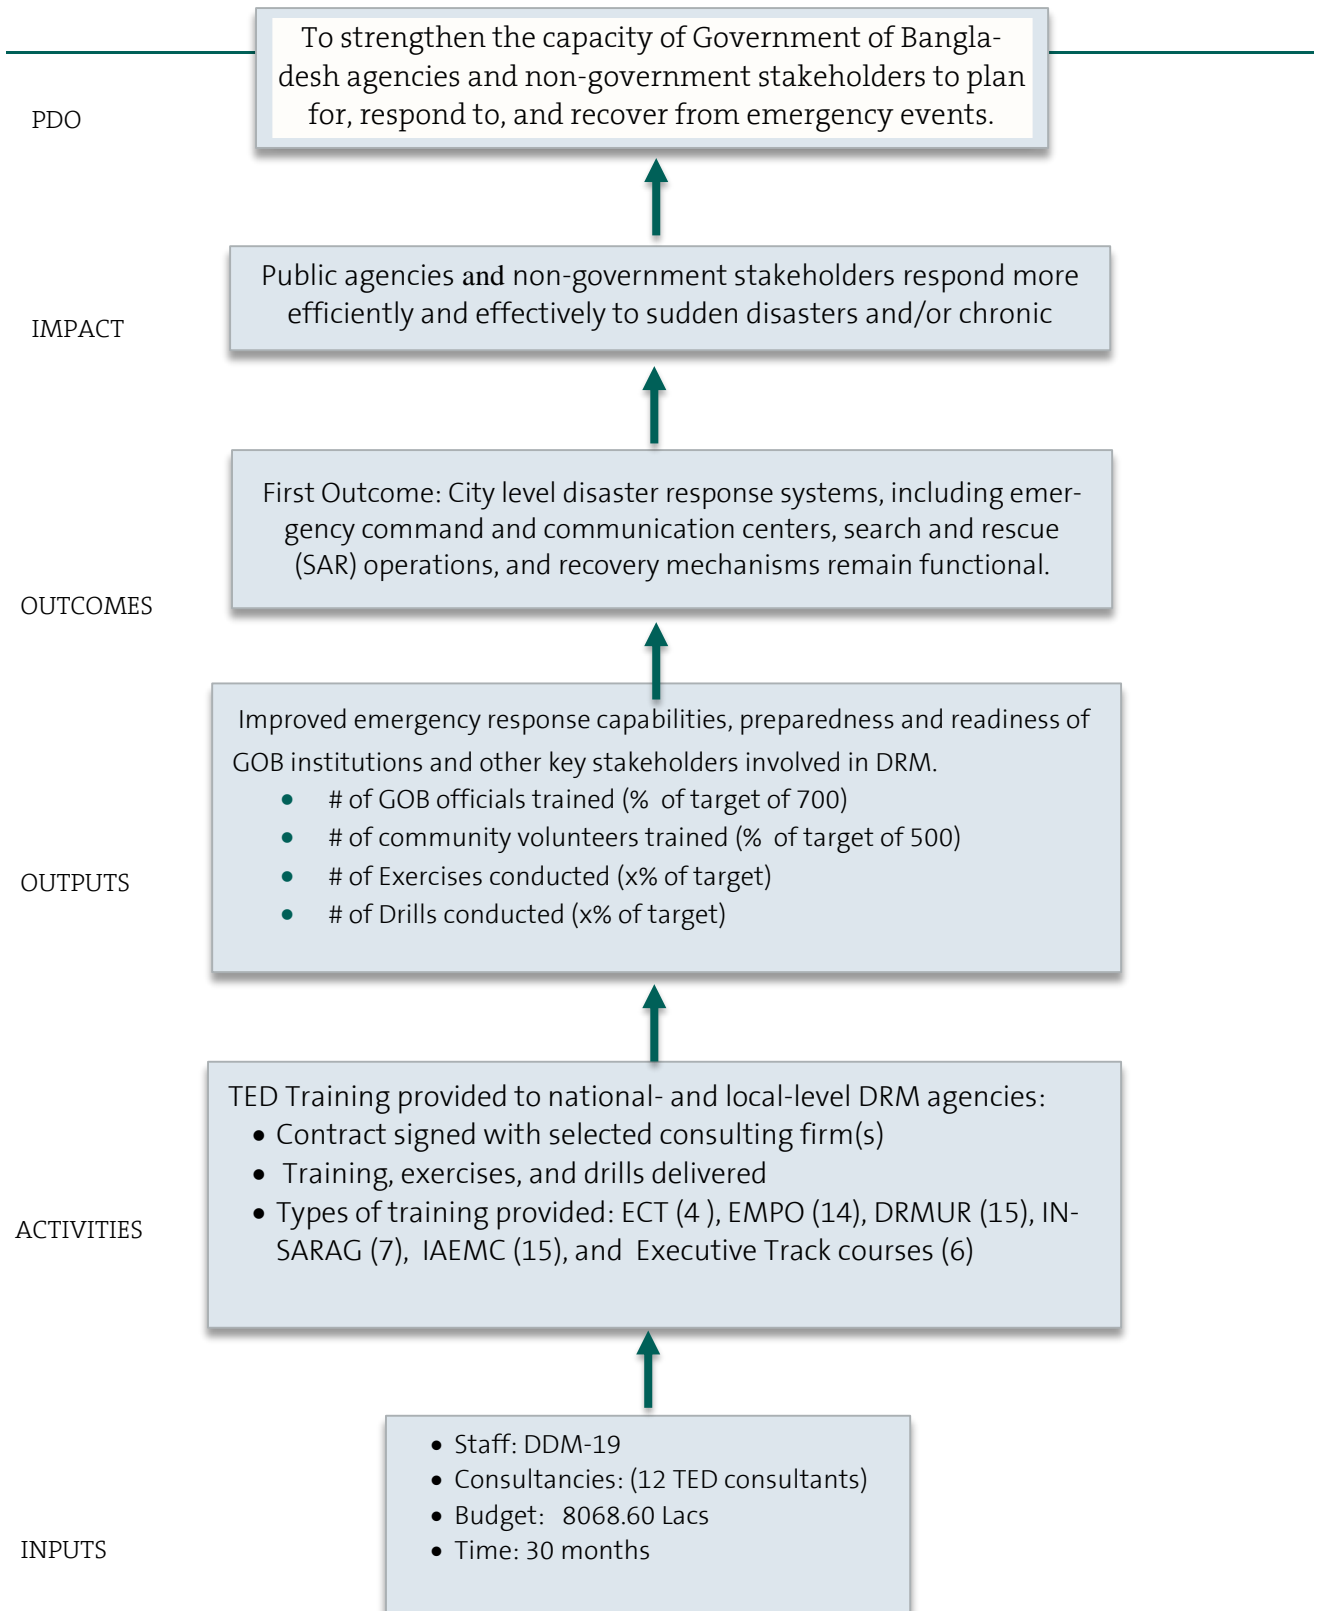 To strengthen the capacity of Government of Bangla-
desh agencies and non-government stakeholders to plan
for, respond to, and recover from emergency events.
PDO
Public agencies and non-government stakeholders respond more
efficiently and effectively to sudden disasters and/or chronic
IMPACT
First Outcome: City level disaster response systems, including emer-
gency command and communication centers, search and rescue
(SAR) operations, and recovery mechanisms remain functional.
OUTCOMES
Improved emergency response capabilities, preparedness and readiness of
GOB institutions and other key stakeholders involved in DRM.
• # of GOB officials trained (% of target of 700)
• # of community volunteers trained (% of target of 500)
• # of Exercises conducted (x% of target)
• # of Drills conducted (x% of target)
OUTPUTS
TED Training provided to national- and local-level DRM agencies:
• Contract signed with selected consulting firm(s)
• Training, exercises, and drills delivered
• Types of training provided: ECT (4 ), EMPO (14), DRMUR (15), IN-
SARAG (7), IAEMC (15), and Executive Track courses (6)
ACTIVITIES
• Staff: DDM-19
• Consultancies: (12 TED consultants)
• Budget: 8068.60 Lacs
• Time: 30 months
INPUTS